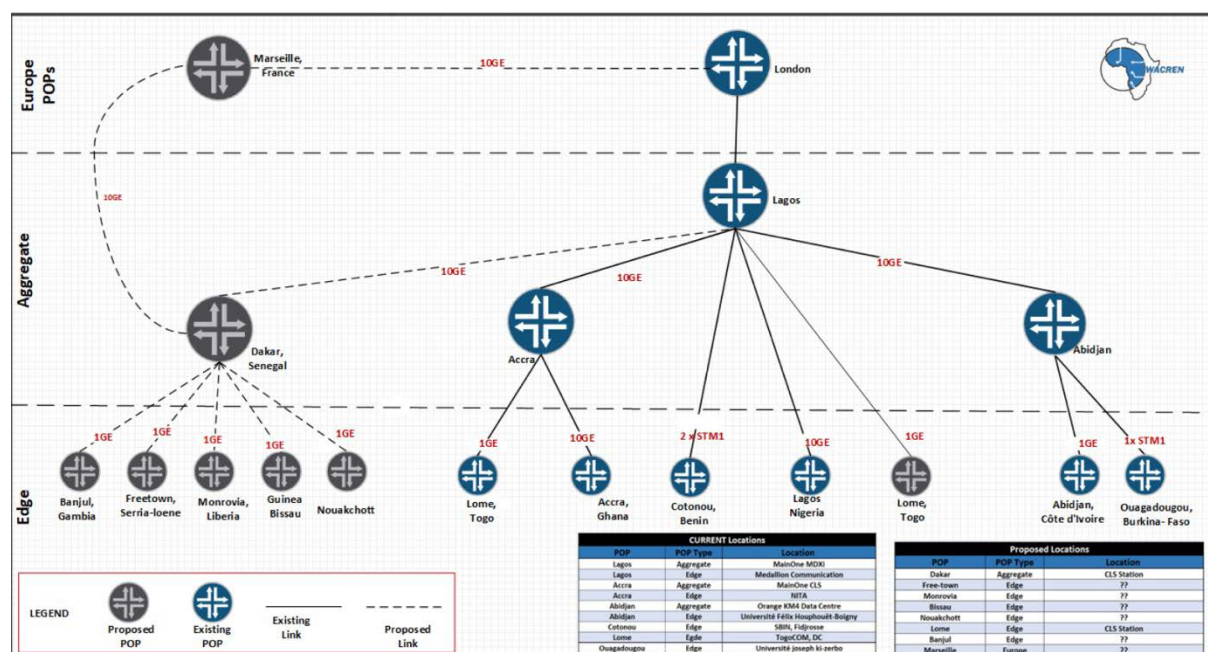 Europe
POPs
Marseille,
France
10GE
London
WACREN
Aggregate
10GE
Lagos
10GE
10GE
10GE
Dakar,
Senegal
Accra
Abidjan
Edge
1GE
1GE
1GE
1GE
1GE
1GE
10GE
2 x STM1
10GE
1GE
1GE
1x STM1
Banjul,
Gambia
Freetown,
Serria-loene
Monrovia,
Liberia
Guinea
Bissau
Nouakchott
Lome,
Togo
Accra,
Ghana
Cotonou,
Benin
Lagos
Nigeria
Lome,
Togo
Abidjan,
Côte d'Ivoire
Ouagadougou,
Burkina- Faso
LEGEND
Proposed
POP
Existing
POP
Existing
Link
Proposed
Link
CURRENT Locations
POP POP Type Location
Lagos Aggregate MainOne MDXi
Lagos Edge Medallion Communication
Accra Aggregate MainOne CLS
Accra Edge NITA
Abidjan Aggregate Orange KM4 Data Centre
Abidjan Edge Université Félix Houphouët-Boigny
Cotonou Edge SBIN, Fidjrosse
Lome Egde TogoCOM, DC
Ouagadougou Edge Université joseph ki-zerbo
Proposed Locations
POP POP Type Location
Dakar Aggregate CLS Station
Free-town Edge ??
Monrovia Edge ??
Bissau Edge ??
Nouakchott Edge ??
Lome Edge CLS Station
Banjul Edge ??
Marseille Europe ??